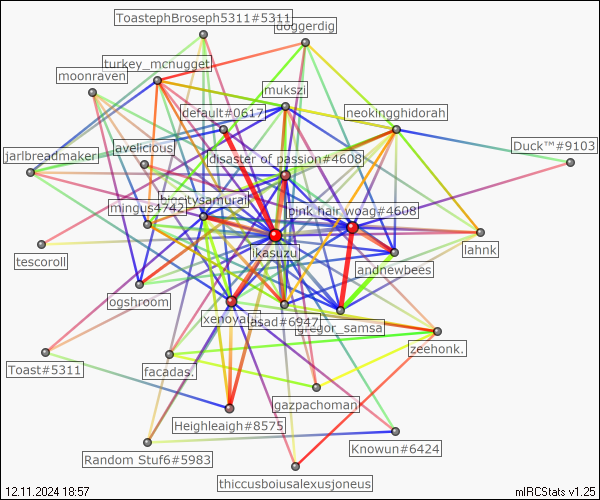 ToastephBroseph5311#5311
doggerdig
turkey_mcnugget
moonraven
mukszi
default#0617
neokingghidorah
Duck™#9103
avelicious
jarlbreadmaker
disaster of passion#4608
bigcitysamurai
mingus4742
pink hair woag#4608
lahnk
ikasuzu
tescoroll
andnewbees
ogshroom
xenoya
asad#6947
gregor_samsa
zeehonk.
Toast#5311
facadas.
gazpachoman
Heighleaigh#8575
Knowun#6424
Random Stuf6#5983
thiccusboiusalexusjoneus
12.11.2024 18:57
mIRCStats v1.25